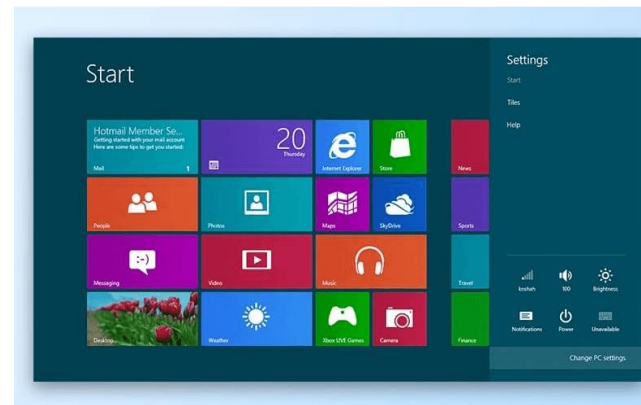 Start
Hotmail Member Se...
Getting started with your mail account
Here are some tips to get you started:
Mail 1
20
Thursday
Internet Explorer
Store
News
People
Photos
Maps
SkyDrive
Sports
Messaging
Video
Music
Travel
Desktop
Weather
Xbox LIVE Games
Camera
Finance
Settings
Start
Tiles
Help
knshah
100
Brightness
Notifications
Power
Unavailable
Change PC settings